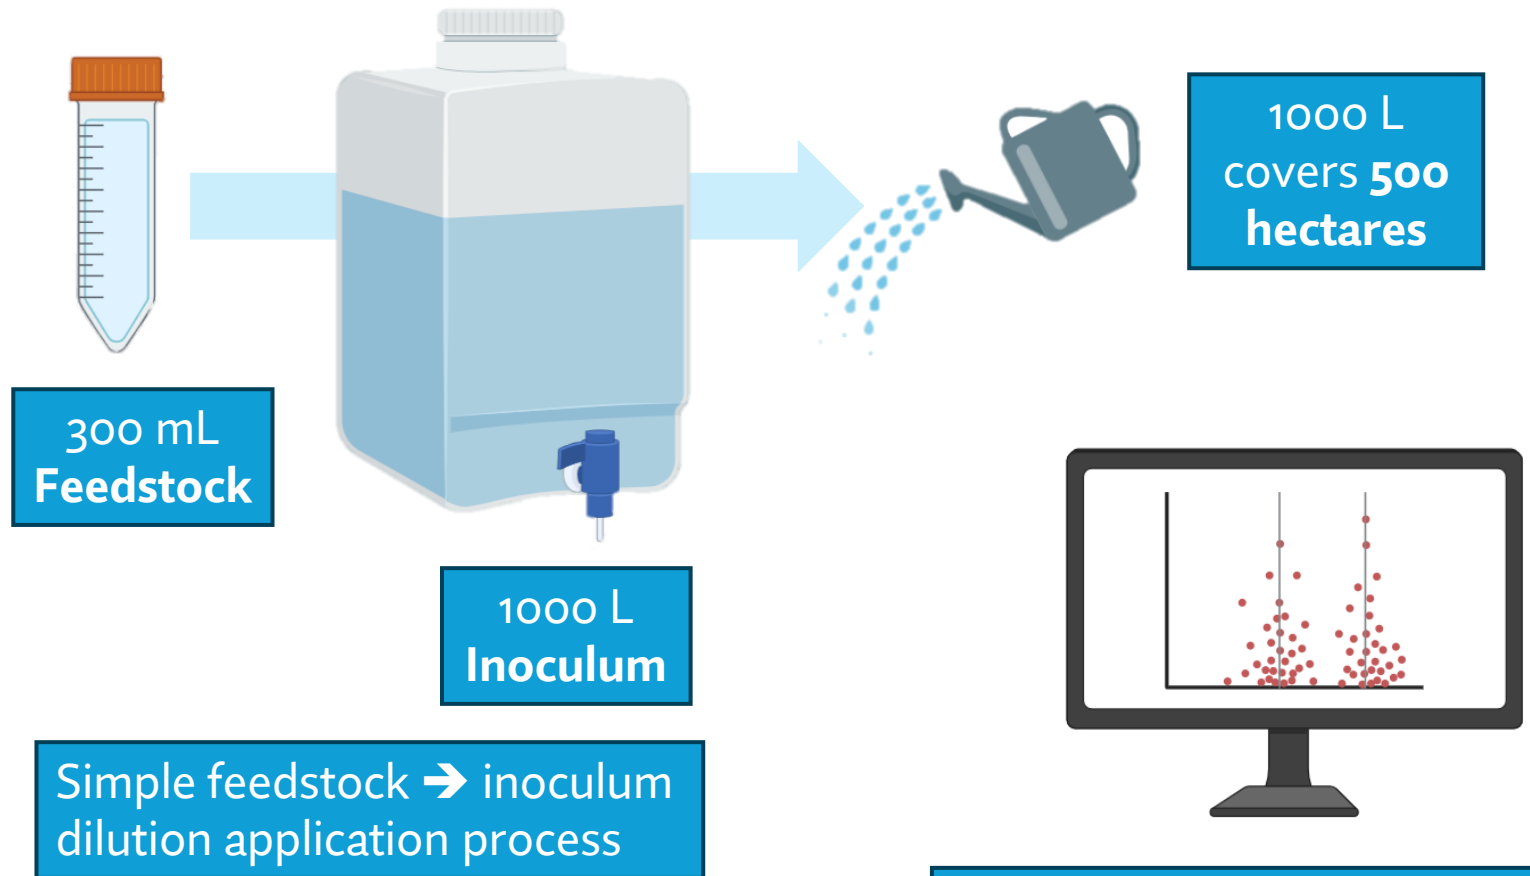 300 mL
Feedstock
1000 L
Inoculum
1000 L
covers 500
hectares
Simple feedstock ➔ inoculum
dilution application process